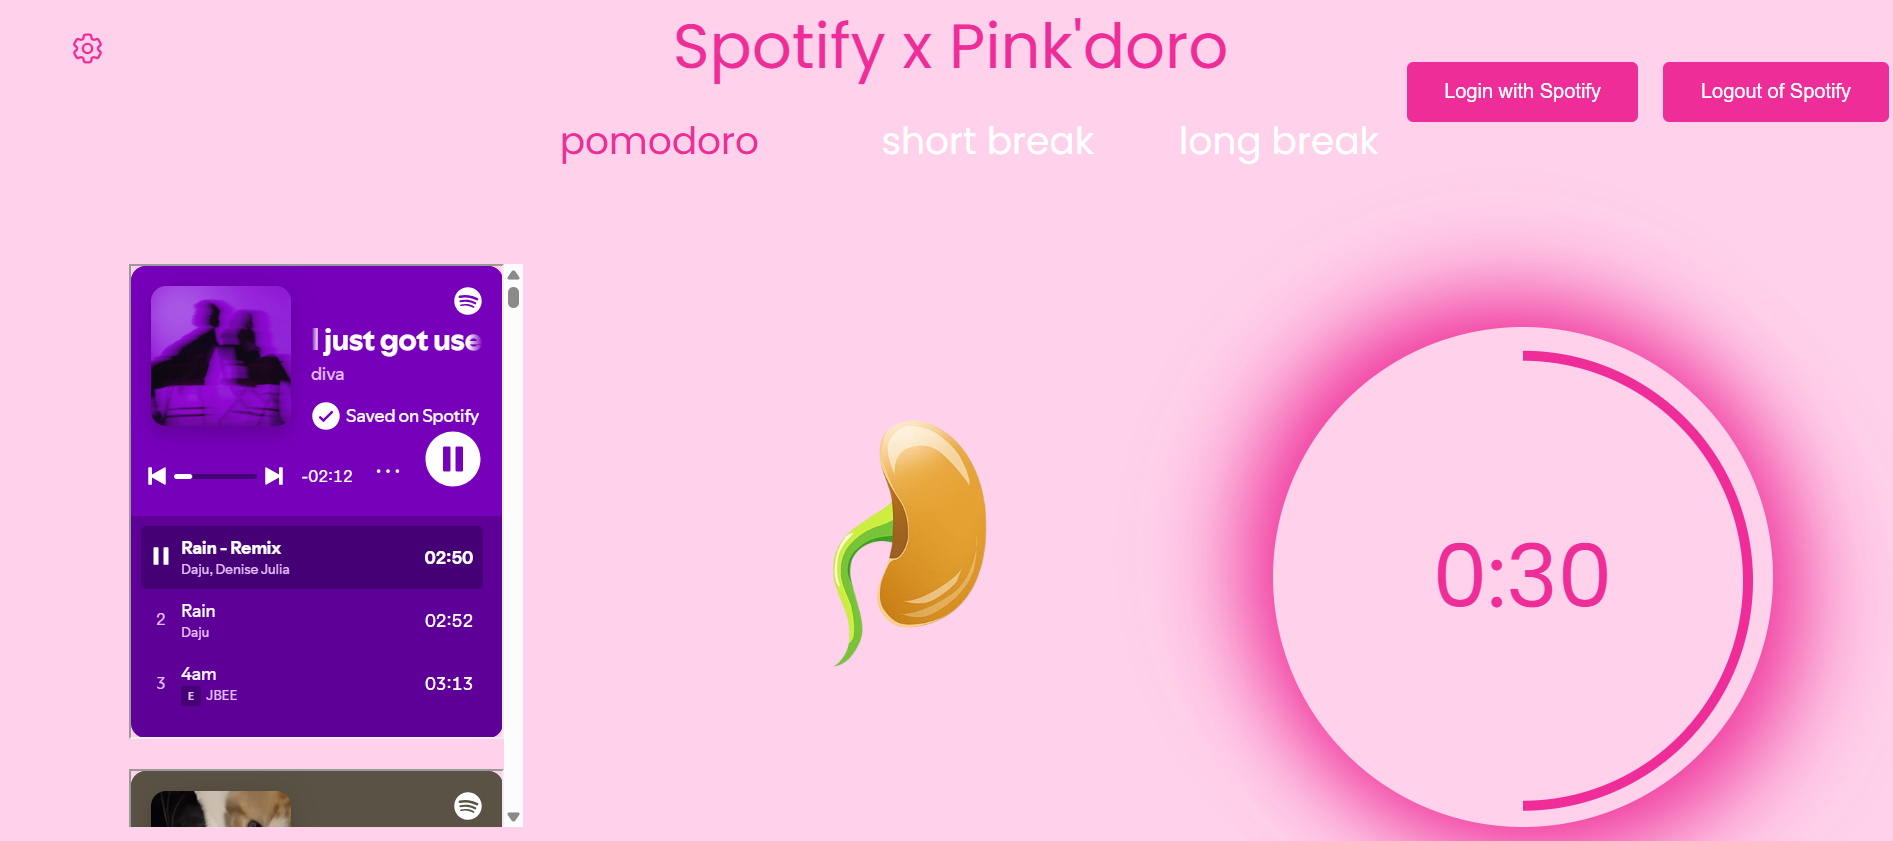 Spotify x Pink'doro
Login with Spotify
Logout of Spotify
pomodoro
short break
long break
I just got use
diva
Saved on Spotify
-02:12
Rain - Remix
02:50
Daju, Denise Julia
2
Rain
02:52
Daju
3
4am
03:13
E JBEE
0:30